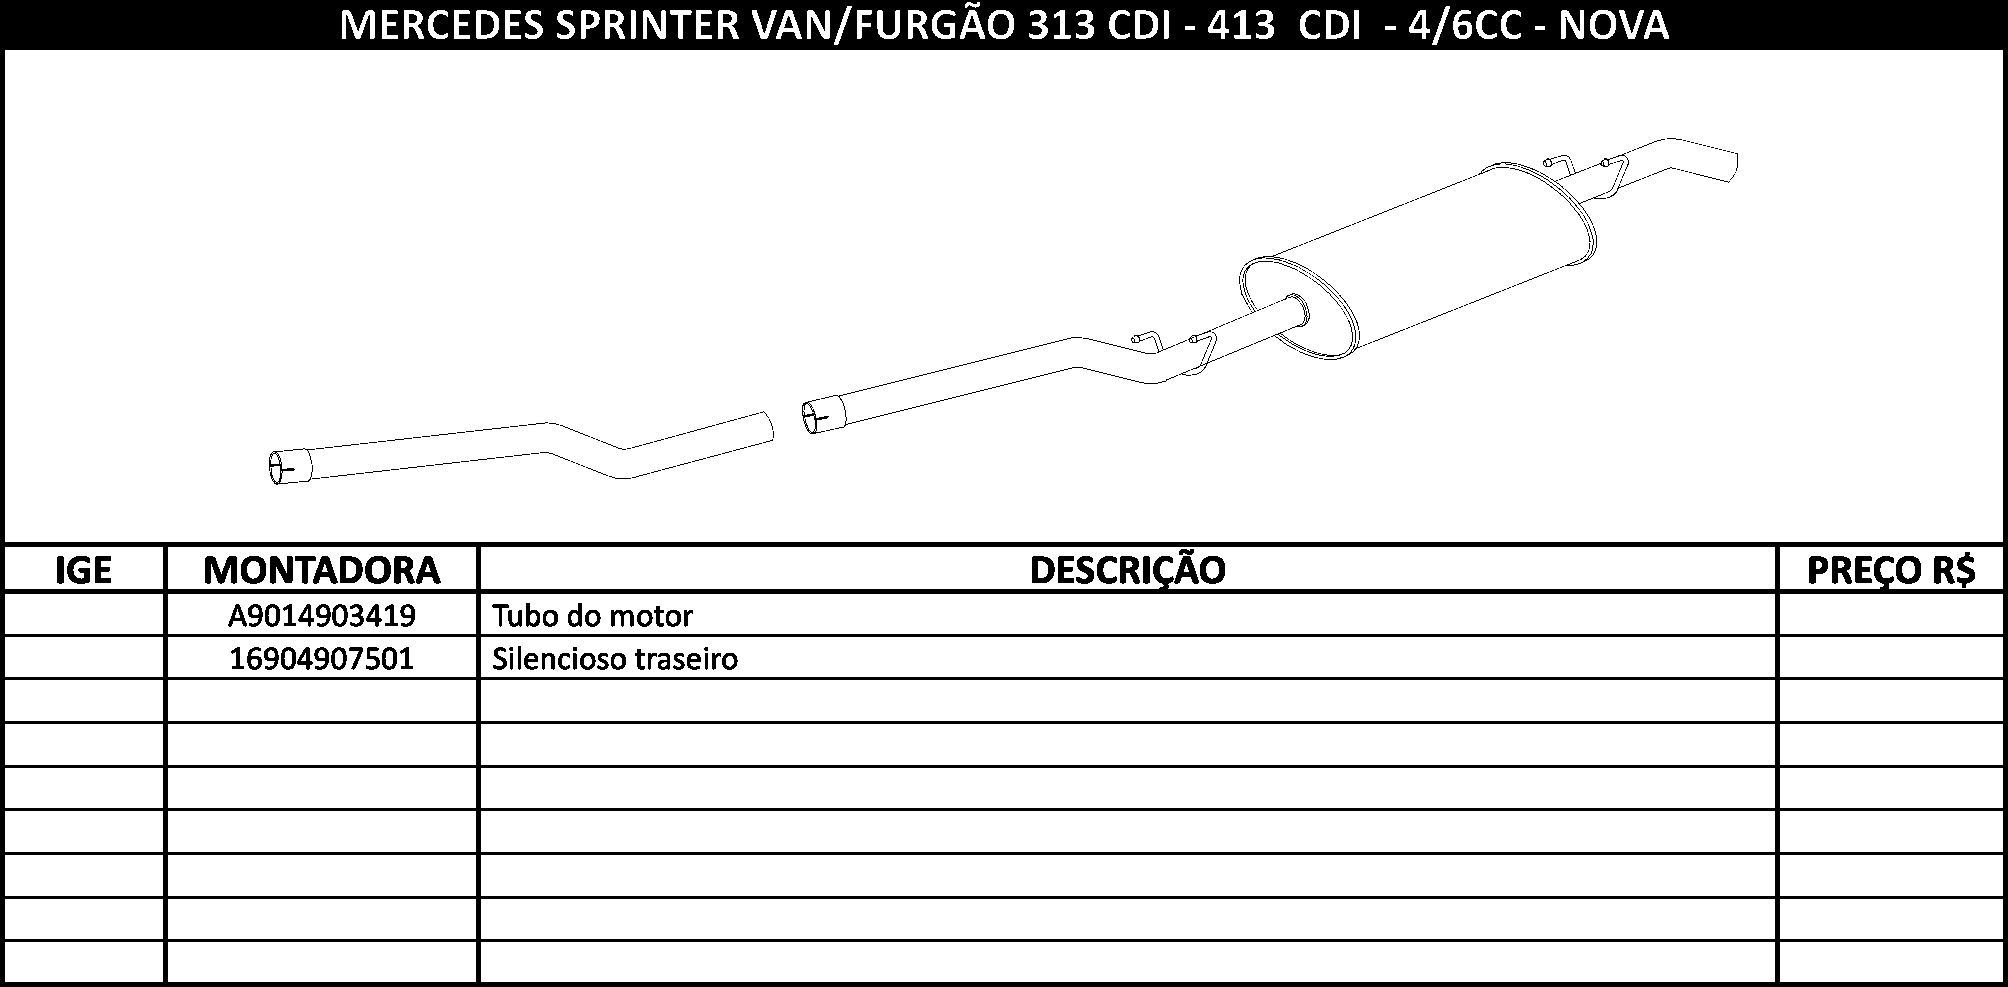 MERCEDES SPRINTER VAN/FURGÃO 313 CDI - 413  CDI  - 4/6CC - NOVA
IGE MONTADORA DESCRIÇÃO PREÇO R$
A9014903419 Tubo do motor
16904907501 Silencioso traseiro